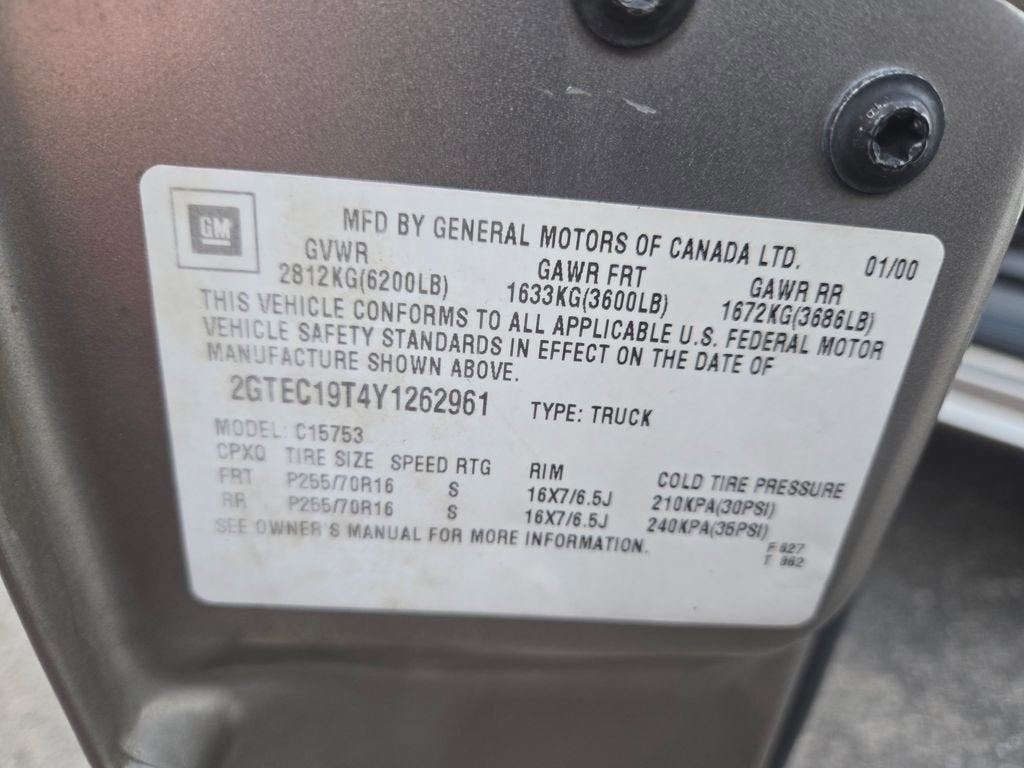 GM
MFD BY GENERAL MOTORS OF CANADA LTD. 01/00
GVWR GAWR FRT GAWR RR
2812KG(6200LB) 1633KG(3600LB) 1672KG(3686LB)
THIS VEHICLE CONFORMS TO ALL APPLICABLE U.S. FEDERAL MOTOR
VEHICLE SAFETY STANDARDS IN EFFECT ON THE DATE OF
MANUFACTURE SHOWN ABOVE.
2GTEC19T4Y1262961 TYPE: TRUCK
MODEL: C15753
CPXQ TIRE SIZE SPEED RTG RIM COLD TIRE PRESSURE
FRT P255/70R16 S 16X7/6.5J 210KPA(30PSI)
RR P255/70R16 S 16X7/6.5J 240KPA(35PSI)
SEE OWNER'S MANUAL FOR MORE INFORMATION.